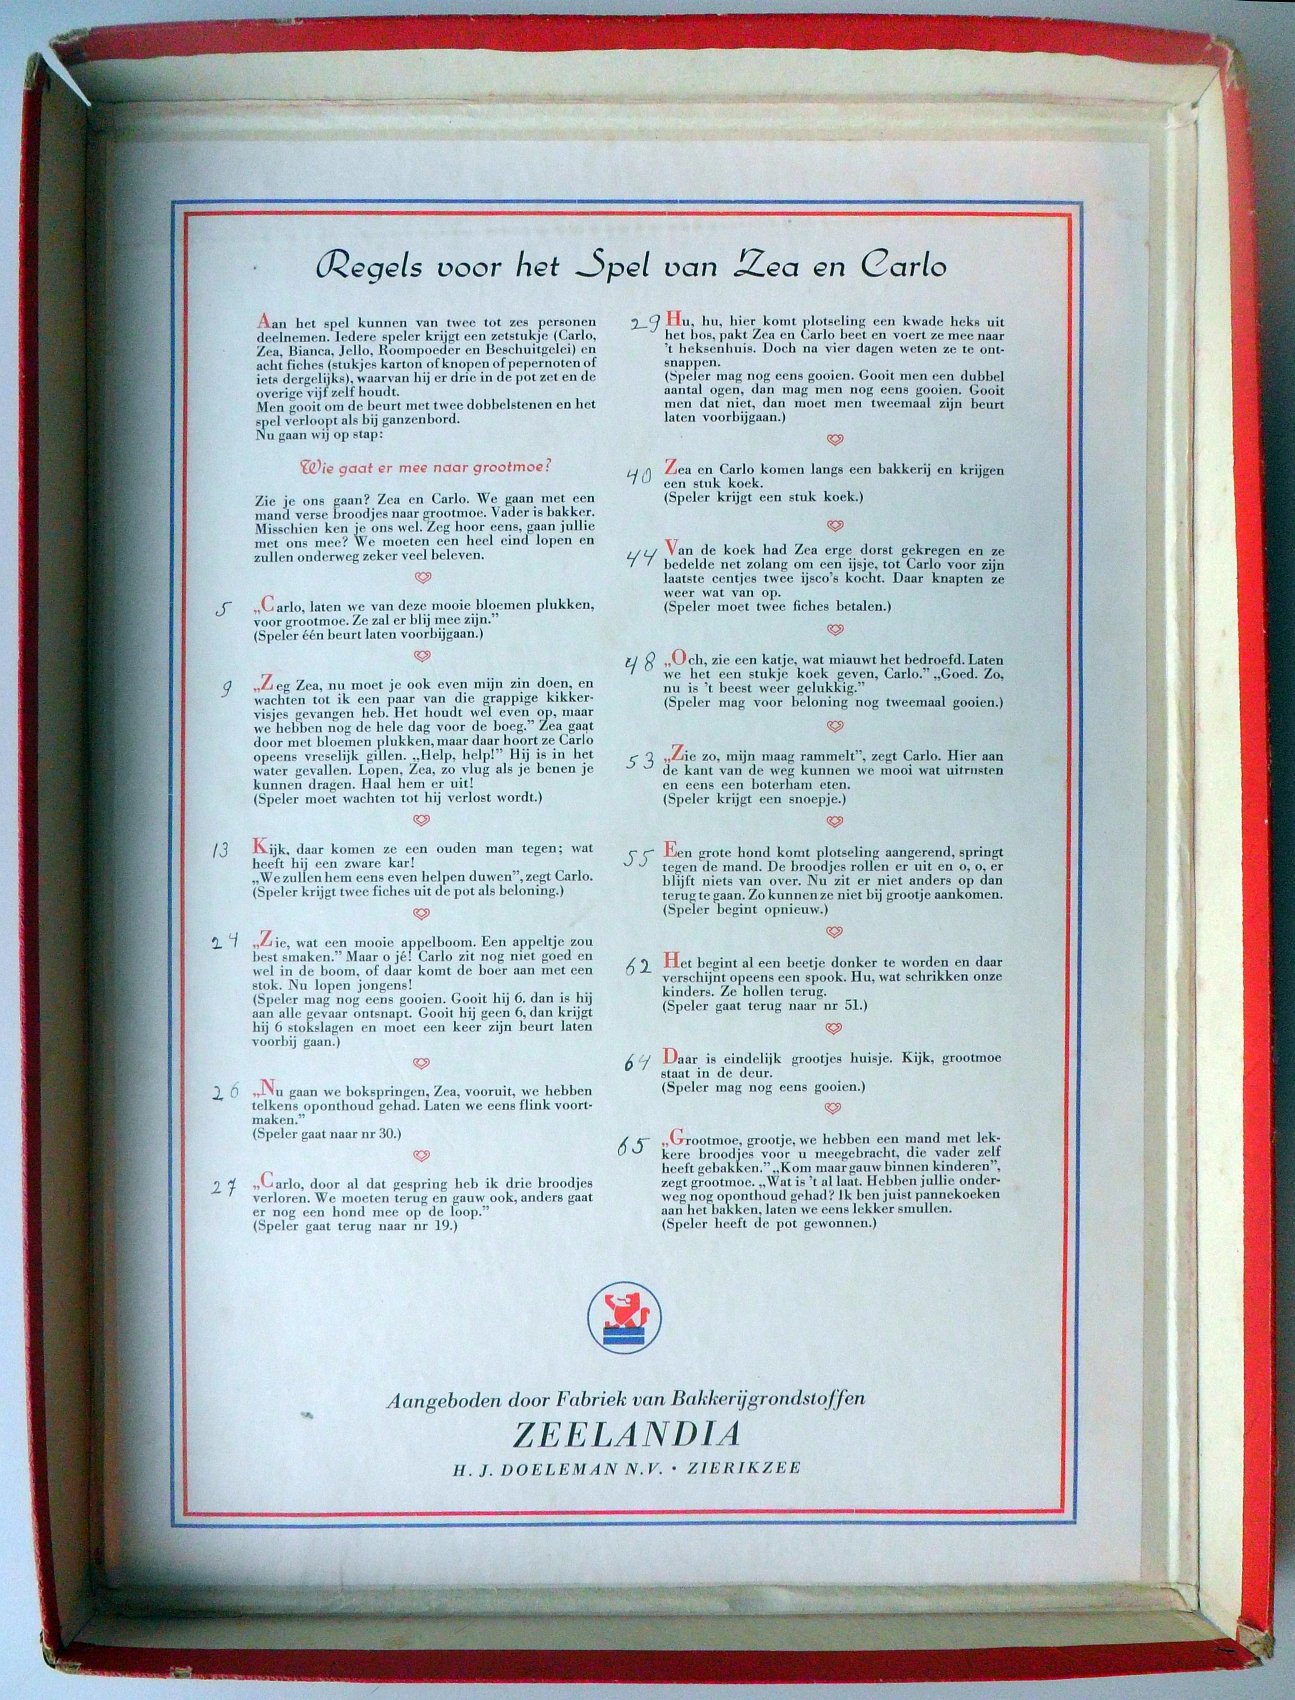 Regels voor het Spel van Zea en Carlo
Aan het spel kunnen van twee tot zes personen
deelnemen. Iedere speler krijgt een zetstukje (Carlo,
Zea, Bianca, Jello, Roompoeder en Beschuitgelei) en
acht fiches (stukjes karton of knopen of pepernoten of
iets dergelijks), waarvan hij er drie in de pot zet en de
overige vijf zelf houdt.
Men gooit om de beurt met twee dobbelstenen en het
spel verloopt als bij ganzenbord.
Nu gaan wij op stap:
Wie gaat er mee naar grootmoe?
Zie je ons gaan? Zea en Carlo. We gaan met een
mand verse broodjes naar grootmoe. Vader is bakker.
Misschien ken je ons wel. Zeg hoor eens, gaan jullie
met ons mee? We moeten een heel eind lopen en
zullen onderweg zeker veel beleven.
5 „Carlo, laten we van deze mooie bloemen plukken,
voor grootmoe. Ze zal er blij mee zijn.”
(Speler één beurt laten voorbijgaan.)
9 „Zeg Zea, nu moet je ook even mijn zin doen, en
wachten tot ik een paar van die grappige kikker-
visjes gevangen heb. Het houdt wel even op, maar
we hebben nog de hele dag voor de boeg.” Zea gaat
door met bloemen plukken, maar daar hoort ze Carlo
opeens vreselijk gillen. „Help, help!” Hij is in het
water gevallen. Lopen, Zea, zo vlug als je benen je
kunnen dragen. Haal hem er uit!
(Speler moet wachten tot hij verlost wordt.)
13 Kijk, daar komen ze een ouden man tegen; wat
heeft hij een zware kar!
„We zullen hem eens even helpen duwen”, zegt Carlo.
(Speler krijgt twee fiches uit de pot als beloning.)
24 „Zie, wat een mooie appelboom. Een appeltje zou
best smaken.” Maar o jé! Carlo zit nog niet goed en
wel in de boom, of daar komt de boer aan met een
stok. Nu lopen jongens!
(Speler mag nog eens gooien. Gooit hij 6. dan is hij
aan alle gevaar ontsnapt. Gooit hij geen 6, dan krijgt
hij 6 stokslagen en moet een keer zijn beurt laten
voorbij gaan.)
26 „Nu gaan we bokspringen, Zea, vooruit, we hebben
telkens oponthoud gehad. Laten we eens flink voort-
maken.”
(Speler gaat naar nr 30.)
27 „Carlo, door al dat gespring heb ik drie broodjes
verloren. We moeten terug en gauw ook, anders gaat
er nog een hond mee op de loop.”
(Speler gaat terug naar nr 19.)
29 Hu, hu, hier komt plotseling een kwade heks uit
het bos, pakt Zea en Carlo beet en voert ze mee naar
't heksenhuis. Doch na vier dagen weten ze te ont-
snappen.
(Speler mag nog eens gooien. Gooit men een dubbel
aantal ogen, dan mag men nog eens gooien. Gooit
men dat niet, dan moet men tweemaal zijn beurt
laten voorbijgaan.)
40 Zea en Carlo komen langs een bakkerij en krijgen
een stuk koek.
(Speler krijgt een stuk koek.)
44 Van de koek had Zea erge dorst gekregen en ze
bedelde net zolang om een ijsje, tot Carlo voor zijn
laatste centjes twee ijsco's kocht. Daar knapten ze
weer wat van op.
(Speler moet twee fiches betalen.)
48 „Och, zie een katje, wat miauwt het bedroefd. Laten
we het een stukje koek geven, Carlo.” „Goed. Zo,
nu is 't beest weer gelukkig.”
(Speler mag voor beloning nog tweemaal gooien.)
53 „Zie zo, mijn maag rammelt”, zegt Carlo. Hier aan
de kant van de weg kunnen we mooi wat uitrusten
en eens een boterham eten.
(Speler krijgt een snoepje.)
55 Een grote hond komt plotseling aangerend, springt
tegen de mand. De broodjes rollen er uit en o, o, er
blijft niets van over. Nu zit er niet anders op dan
terug te gaan. Zo kunnen ze niet bij grootje aankomen.
(Speler begint opnieuw.)
62 Het begint al een beetje donker te worden en daar
verschijnt opeens een spook. Hu, wat schrikken onze
kinders. Ze hollen terug.
(Speler gaat terug naar nr 51.)
64 Daar is eindelijk grootjes huisje. Kijk, grootmoe
staat in de deur.
(Speler mag nog eens gooien.)
65 „Grootmoe, grootje, we hebben een mand met lek-
kere broodjes voor u meegebracht, die vader zelf
heeft gebakken.” „Kom maar gauw binnen kinderen”,
zegt grootmoe. „Wat is 't al laat. Hebben jullie onder-
weg nog oponthoud gehad? Ik ben juist pannekoeken
aan het bakken, laten we eens lekker smullen.
(Speler heeft de pot gewonnen.)
Aangeboden door Fabriek van Bakkerijgrondstoffen
ZEELANDIA
H. J. DOELEMAN N.V. • ZIERIKZEE